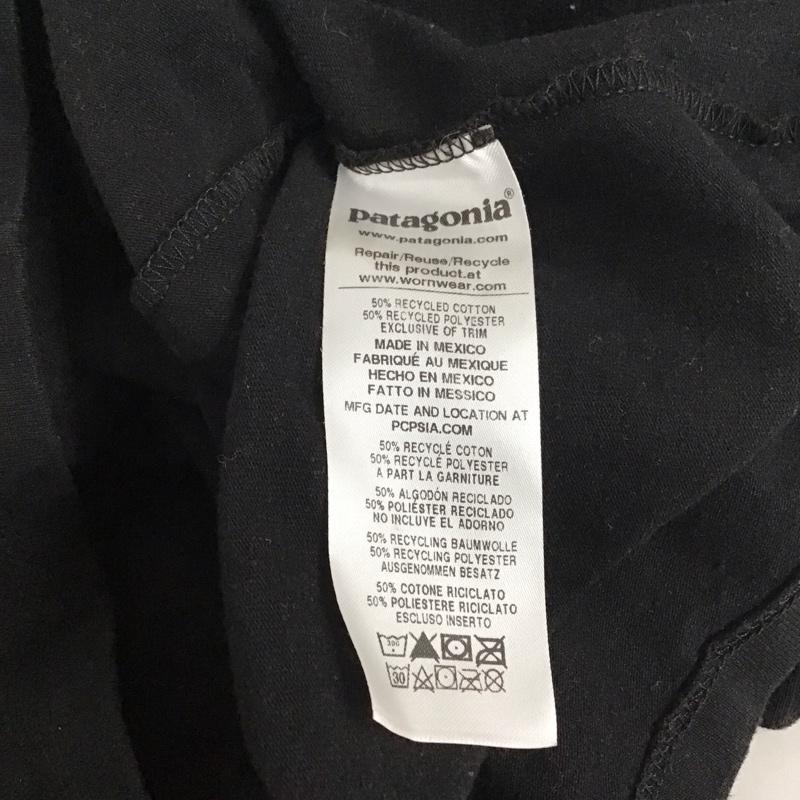 patagonia®
www.patagonia.com
Repair/Reuse/Recycle
this product.at
www.wornwear.com
50% RECYCLED COTTON
50% RECYCLED POLYESTER
EXCLUSIVE OF TRIM
MADE IN MEXICO
FABRIQUÉ AU MEXIQUE
HECHO EN MEXICO
FATTO IN MESSICO
MFG DATE AND LOCATION AT
PCPSIA.COM
50% RECYCLÉ COTON
50% RECYCLÉ POLYESTER
A PART LA GARNITURE
50% ALGODÓN RECICLADO
50% POLIÉSTER RECICLADO
NO INCLUYE EL ADORNO
50% RECYCLING BAUMWOLLE
50% RECYCLING POLYESTER
AUSGENOMMEN BESATZ
50% COTONE RICICLATO
50% POLIESTERE RICICLATO
ESCLUSO INSERTO
30C
30